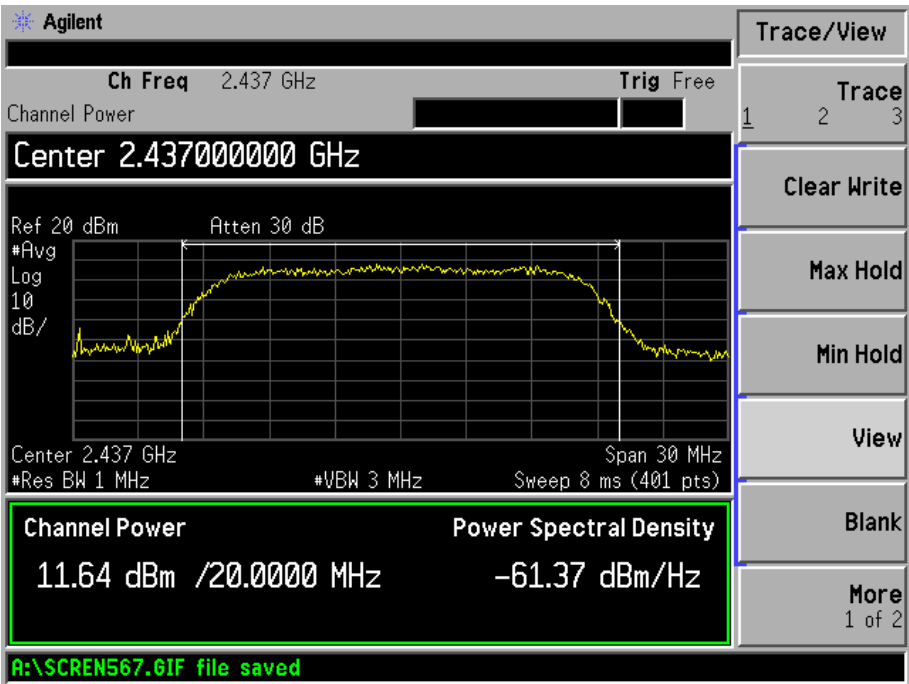 Agilent
Trace/View
Ch Freq 2.437 GHz Trig Free
Channel Power
Trace
1 2 3
Center 2.437000000 GHz
Clear Write
Ref 20 dBm Atten 30 dB
#Avg
Log
10
dB/
Max Hold
Min Hold
View
Center 2.437 GHz Span 30 MHz
#Res BW 1 MHz #VBW 3 MHz Sweep 8 ms (401 pts)
Channel Power Power Spectral Density
11.64 dBm /20.0000 MHz -61.37 dBm/Hz
Blank
More
1 of 2
A:\SCREN567.GIF file saved